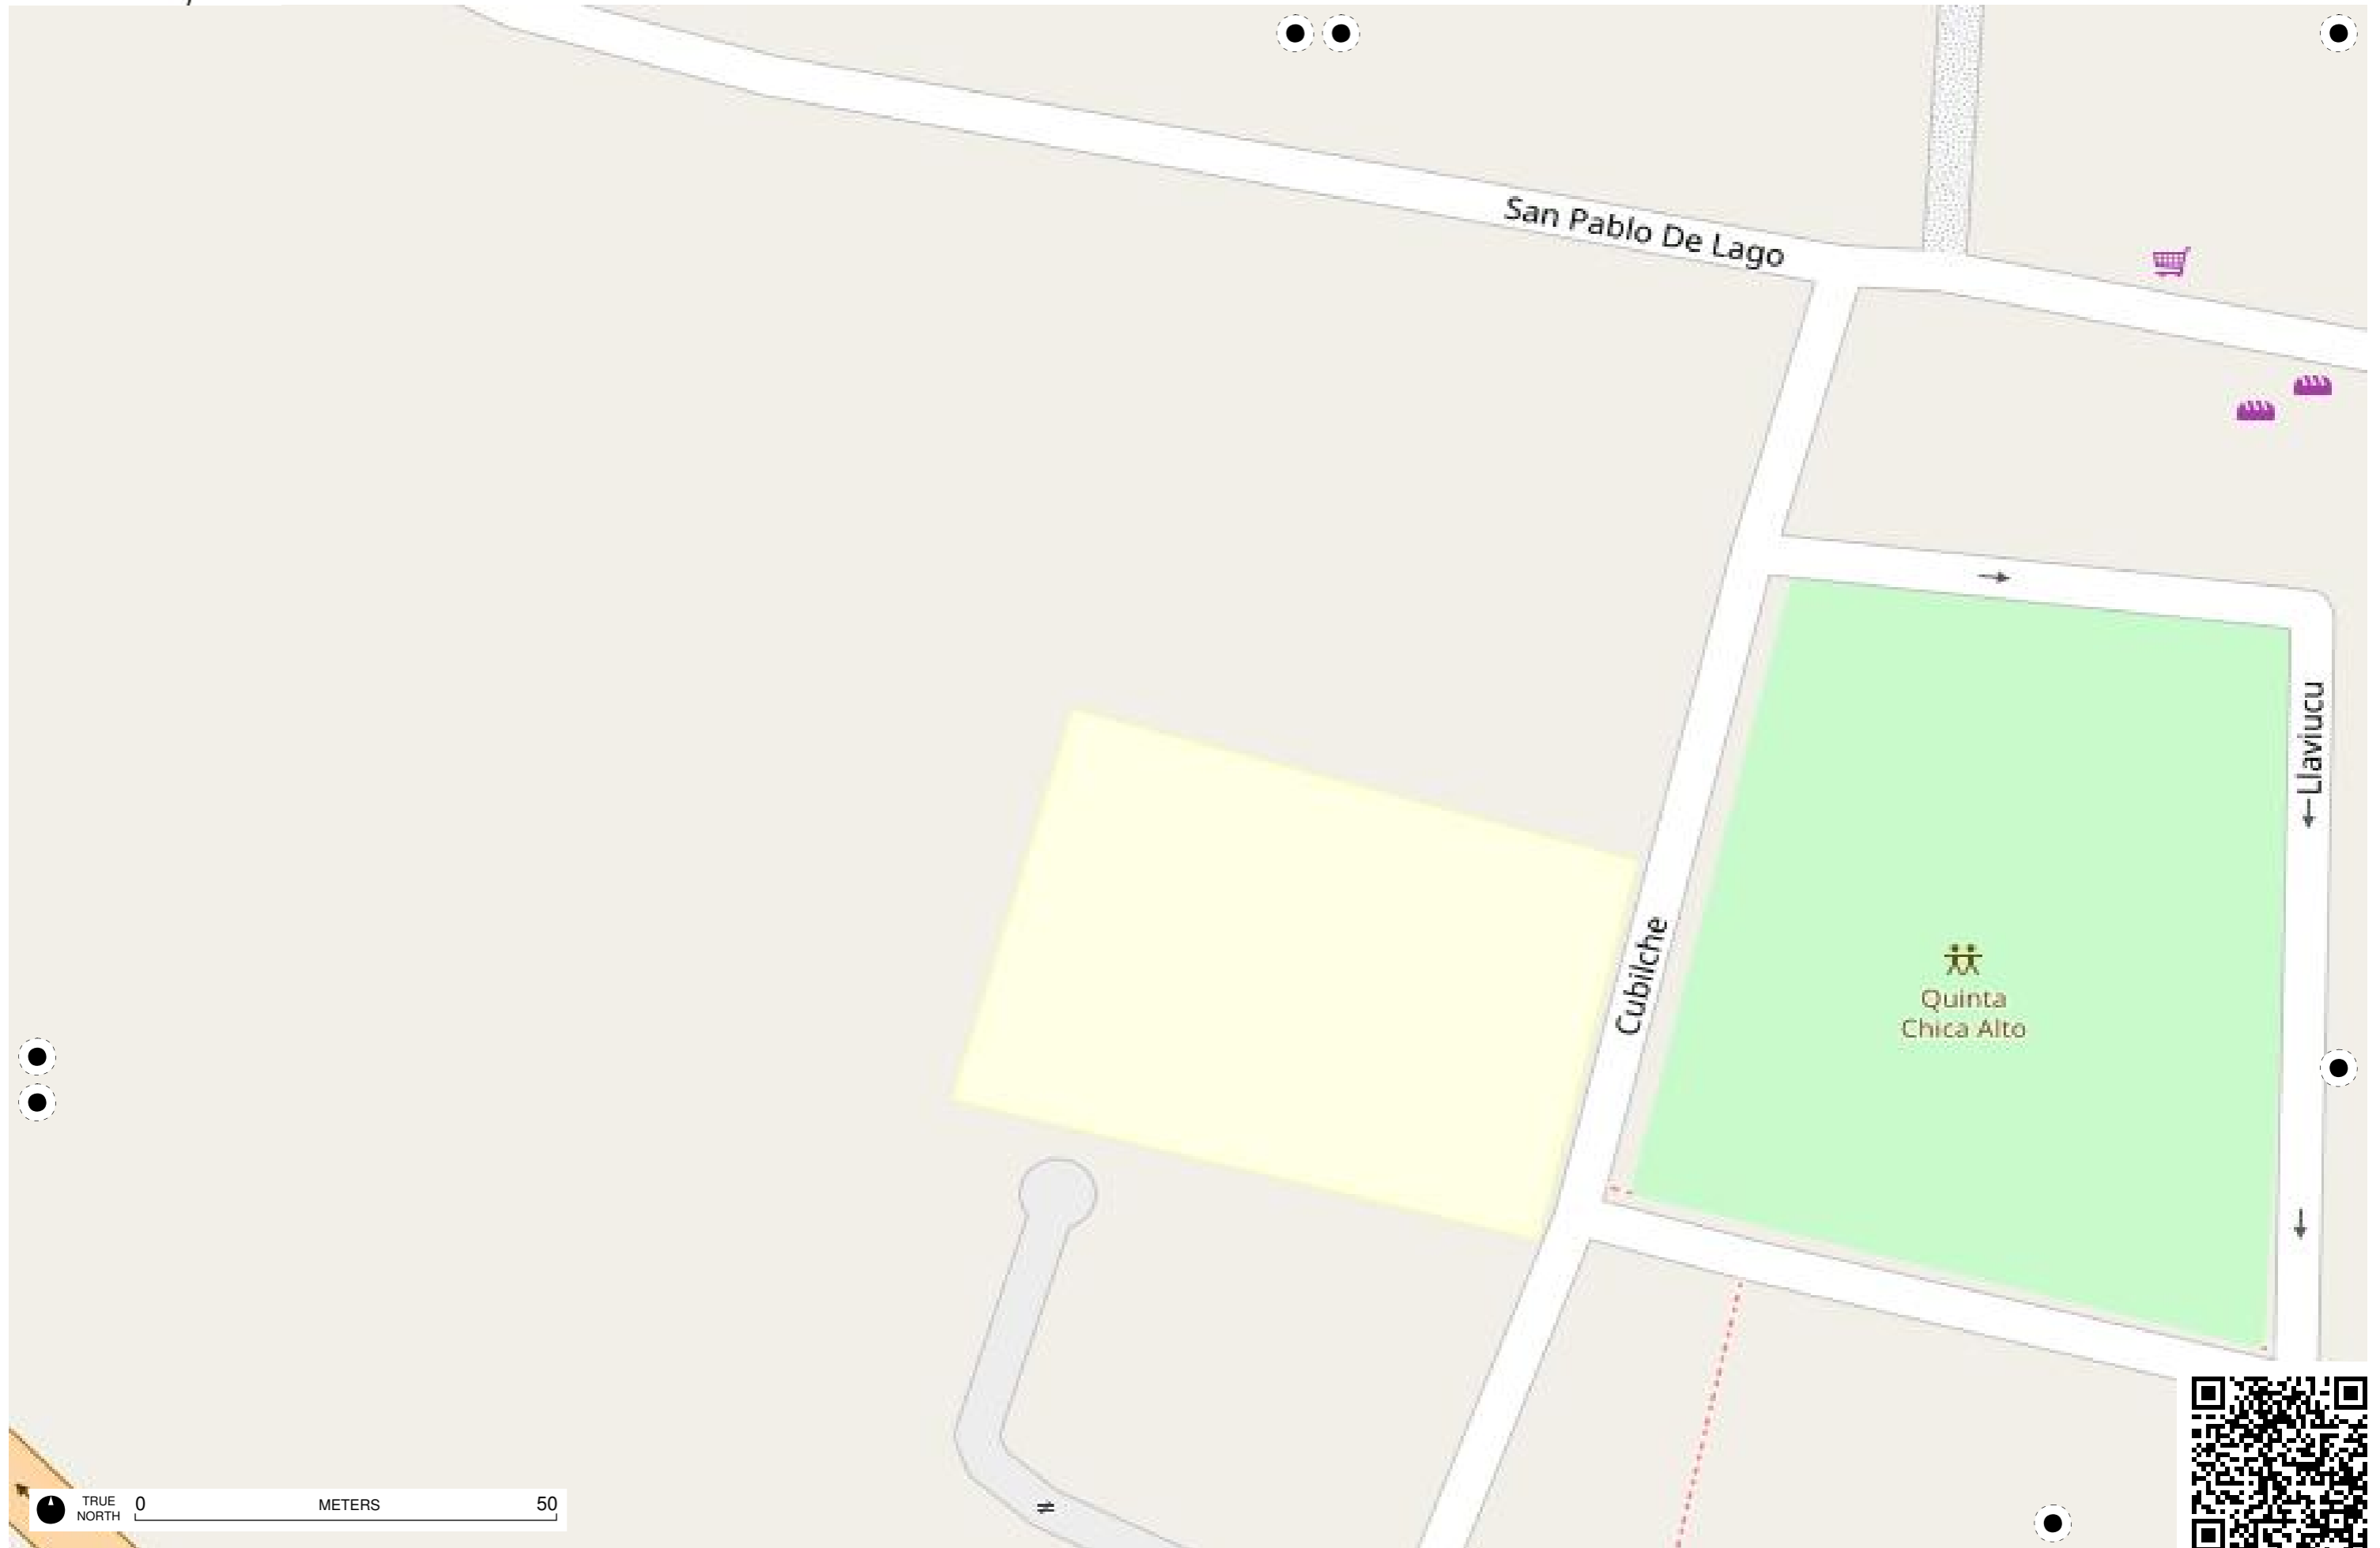 San Pablo De Lago
Llaviucu
Cubilche
Quinta
Chica Alto
TRUE
NORTH
0 METERS 50